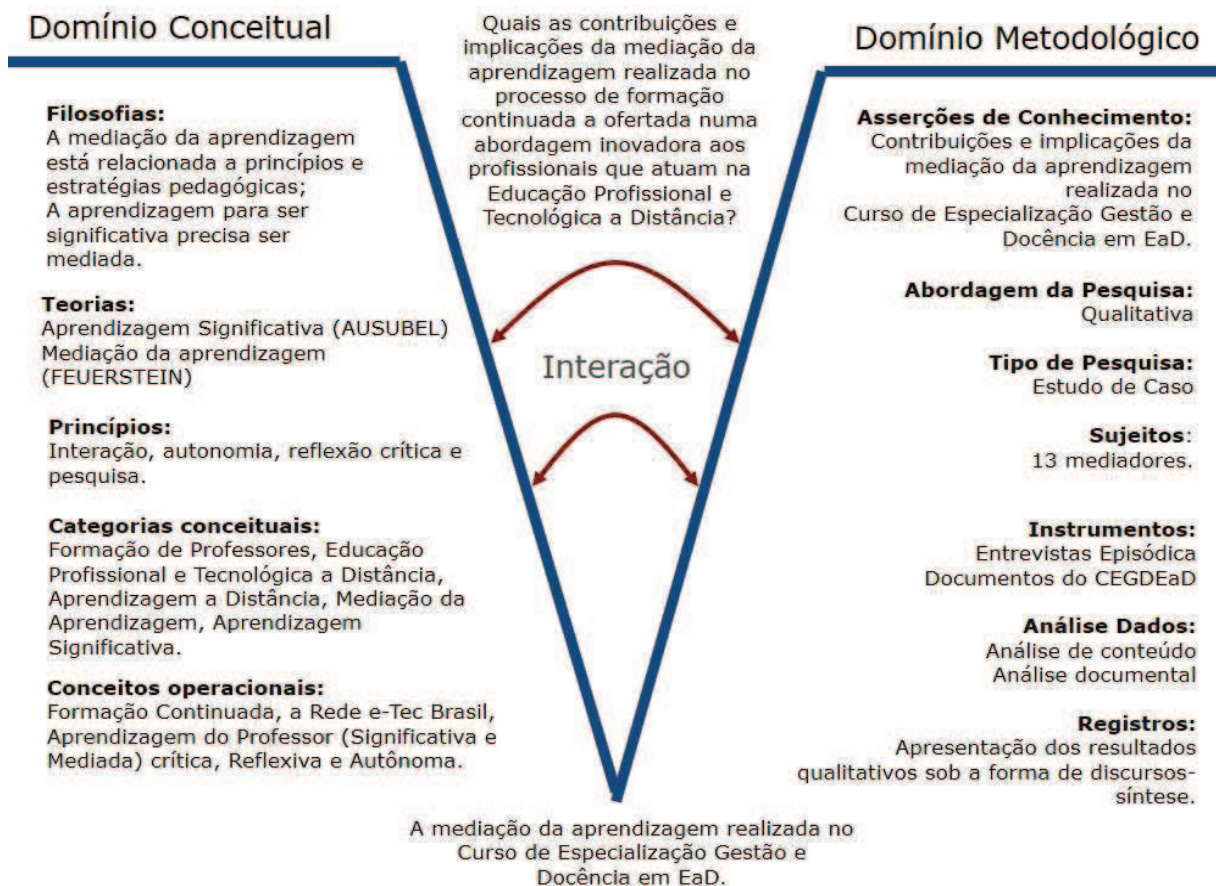 Domínio Conceitual
Filosofias:
A mediação da aprendizagem
está relacionada a princípios e
estratégias pedagógicas;
A aprendizagem para ser
significativa precisa ser
mediada.
Teorias:
Aprendizagem Significativa (AUSUBEL)
Mediação da aprendizagem
(FEUERSTEIN)
Princípios:
Interação, autonomia, reflexão crítica e
pesquisa.
Categorias conceituais:
Formação de Professores, Educação
Profissional e Tecnológica a Distância,
Aprendizagem a Distância, Mediação da
Aprendizagem, Aprendizagem
Significativa.
Conceitos operacionais:
Formação Continuada, a Rede e-Tec Brasil,
Aprendizagem do Professor (Significativa e
Mediada) crítica, Reflexiva e Autônoma.
Quais as contribuições e
implicações da mediação da
aprendizagem realizada no
processo de formação
continuada a ofertada numa
abordagem inovadora aos
profissionais que atuam na
Educação Profissional e
Tecnológica a Distância?
Interação
A mediação da aprendizagem realizada no
Curso de Especialização Gestão e
Docência em EaD.
Domínio Metodológico
Asserções de Conhecimento:
Contribuições e implicações da
mediação da aprendizagem
realizada no
Curso de Especialização Gestão e
Docência em EaD.
Abordagem da Pesquisa:
Qualitativa
Tipo de Pesquisa:
Estudo de Caso
Sujeitos:
13 mediadores.
Instrumentos:
Entrevistas Episódica
Documentos do CEGDEaD
Análise Dados:
Análise de conteúdo
Análise documental
Registros:
Apresentação dos resultados
qualitativos sob a forma de discursos-
síntese.